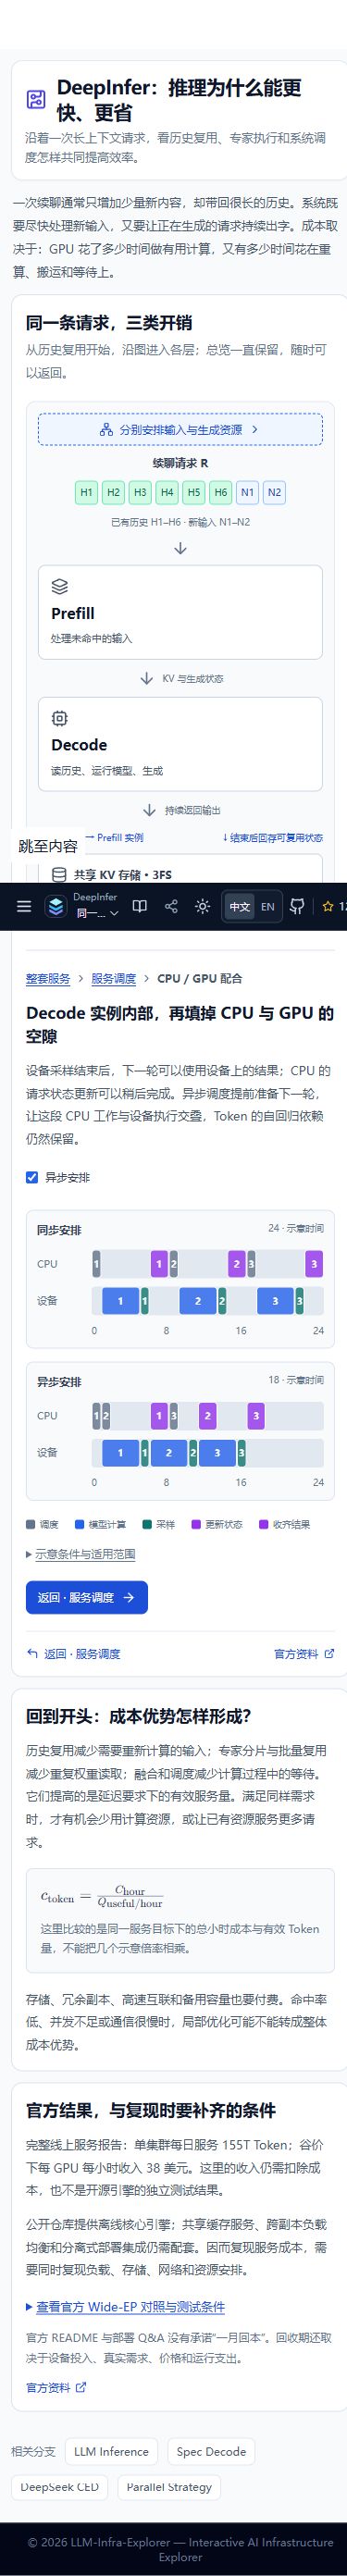 DeepInfer：推理为什么能更
快、更省
沿着一次长上下文请求，看历史复用、专家执行和系统调
度怎样共同提高效率。
一次续聊通常只增加少量新内容，却带回很长的历史。系统既
要尽快处理新输入，又要让正在生成的请求持续出字。成本取
决于：GPU 花了多少时间做有用计算，又有多少时间花在重
算、搬运和等待上。
同一条请求，三类开销
从历史复用开始，沿图进入各层；总览一直保留，随时可
以返回。
分别安排输入与生成资源
续聊请求 R
H1 H2 H3 H4 H5 H6 N1 N2
已有历史 H1–H6 · 新输入 N1–N2
Prefill
处理未命中的输入
KV 与生成状态
Decode
读历史、运行模型、生成
持续返回输出
→ Prefill 实例
↓ 结束后回存可复用状态
跳至内容
共享 KV 存储 · 3FS
DeepInfer
同一...
中文 EN
整套服务 › 服务调度 › CPU / GPU 配合
Decode 实例内部，再填掉 CPU 与 GPU 的
空隙
设备采样结束后，下一轮可以使用设备上的结果；CPU 的
请求状态更新可以稍后完成。异步调度提前准备下一轮，
让这段 CPU 工作与设备执行交叠，Token 的自回归依赖
仍然保留。
异步安排
同步安排 24 · 示意时间
CPU 1 1 2 2 3 3
设备 1 1 2 2 3 3
0 8 16 24
异步安排 18 · 示意时间
CPU 1 2 1 3 2 3
设备 1 1 2 2 3 3
0 8 16 24
调度 模型计算 采样 更新状态 收齐结果
示意条件与适用范围
返回 · 服务调度 →
返回 · 服务调度 官方资料
回到开头：成本优势怎样形成？
历史复用减少需要重新计算的输入；专家分片与批量复用
减少重复权重读取；融合和调度减少计算过程中的等待。
它们提高的是延迟要求下的有效服务量。满足同样需求
时，才有机会少用计算资源，或让已有资源服务更多请
求。
c_token = C_hour / Q_useful/hour
这里比较的是同一服务目标下的总小时成本与有效 Token
量，不能把几个示意倍率相乘。
存储、冗余副本、高速互联和备用容量也要付费。命中率
低、并发不足或通信很慢时，局部优化可能不能转成整体
成本优势。
官方结果，与复现时要补齐的条件
完整线上服务报告：单集群每日服务 155T Token；谷价
下每 GPU 每小时收入 38 美元。这里的收入仍需扣除成
本，也不是开源引擎的独立测试结果。
公开仓库提供离线核心引擎；共享缓存服务、跨副本负载
均衡和分离式部署集成仍需配套。因而复现服务成本，需
要同时复现负载、存储、网络和资源安排。
查看官方 Wide-EP 对照与测试条件
官方 README 与部署 Q&A 没有承诺“一月回本”。回收期还取
决于设备投入、真实需求、价格和运行支出。
官方资料
相关分支 LLM Inference Spec Decode
DeepSeek CED Parallel Strategy
© 2026 LLM-Infra-Explorer — Interactive AI Infrastructure
Explorer